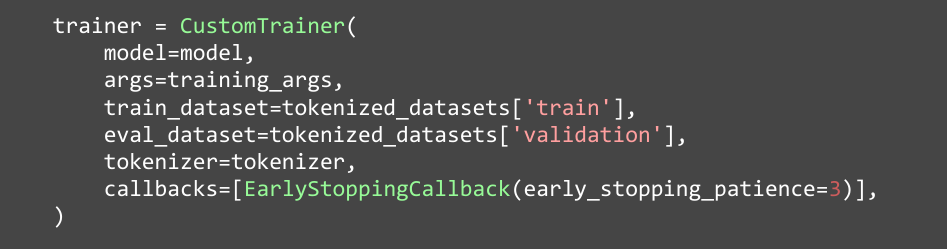 trainer = CustomTrainer(
    model=model,
    args=training_args,
    train_dataset=tokenized_datasets['train'],
    eval_dataset=tokenized_datasets['validation'],
    tokenizer=tokenizer,
    callbacks=[EarlyStoppingCallback(early_stopping_patience=3)],
)